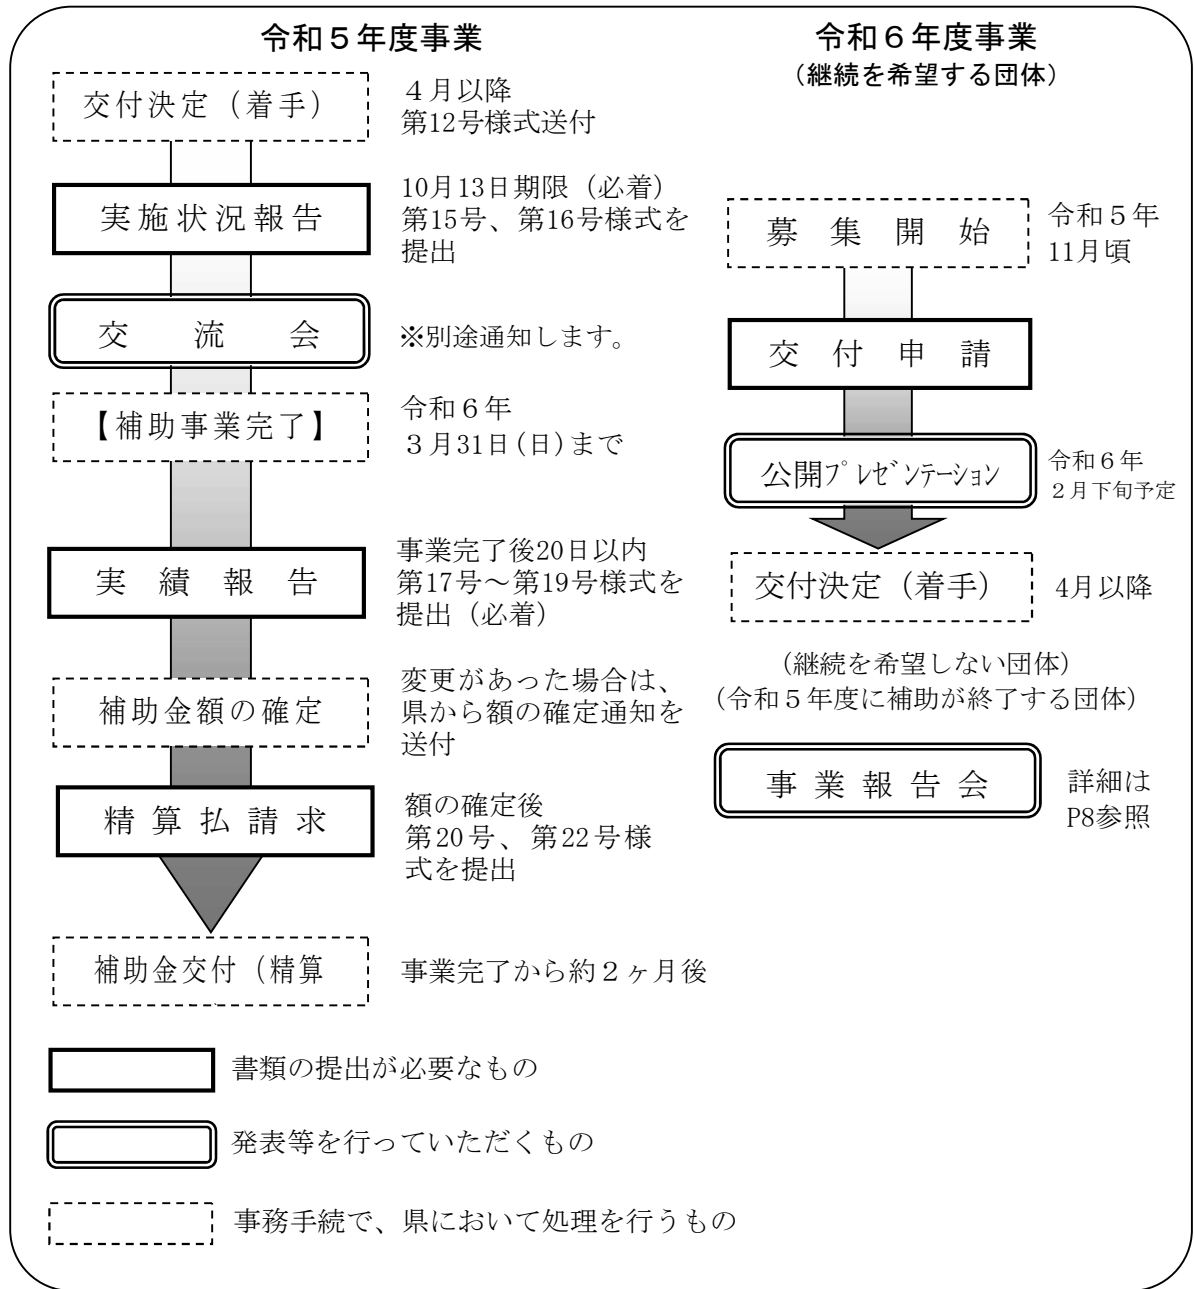 令和５年度事業
交付決定（着手）
４月以降
第12号様式送付
実施状況報告
10月13日期限（必着）
第15号、第16号様式を
提出
交　流　会
※別途通知します。
【補助事業完了】
令和６年
３月31日(日)まで
実績報告
事業完了後20日以内
第17号～第19号様式を
提出（必着）
補助金額の確定
変更があった場合は、
県から額の確定通知を
送付
精算払請求
額の確定後
第20号、第22号様
式を提出
補助金交付（精算
事業完了から約２ヶ月後
令和６年度事業
（継続を希望する団体）
募集開始
令和５年
11月頃
交付申請
公開ﾌﾟﾚｾﾞﾝﾃｰｼｮﾝ
令和６年
２月下旬予定
交付決定（着手）
4月以降
（継続を希望しない団体）
（令和５年度に補助が終了する団体）
事業報告会
詳細は
P8参照
書類の提出が必要なもの
発表等を行っていただくもの
事務手続で、県において処理を行うもの